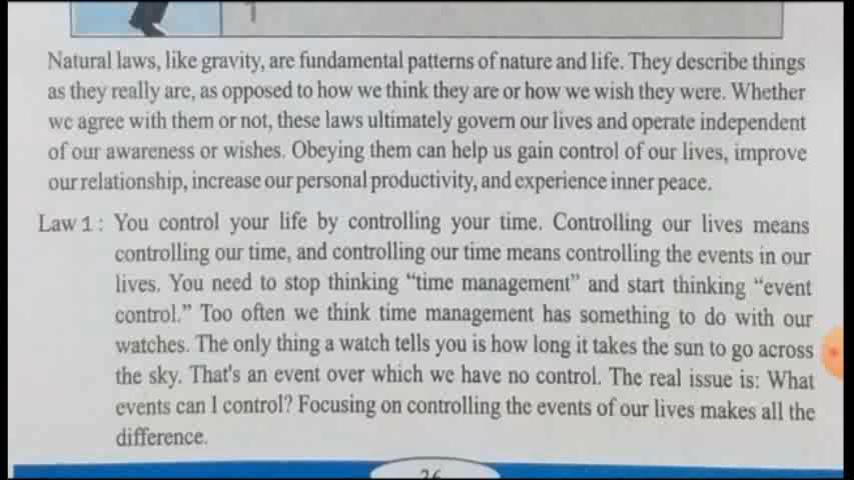 Natural laws, like gravity, are fundamental patterns of nature and life. They describe things
as they really are, as opposed to how we think they are or how we wish they were. Whether
we agree with them or not, these laws ultimately govern our lives and operate independent
of our awareness or wishes. Obeying them can help us gain control of our lives, improve
our relationship, increase our personal productivity, and experience inner peace.
Law 1 : You control your life by controlling your time. Controlling our lives means
controlling our time, and controlling our time means controlling the events in our
lives. You need to stop thinking “time management” and start thinking “event
control.” Too often we think time management has something to do with our
watches. The only thing a watch tells you is how long it takes the sun to go across
the sky. That's an event over which we have no control. The real issue is: What
events can I control? Focusing on controlling the events of our lives makes all the
difference.